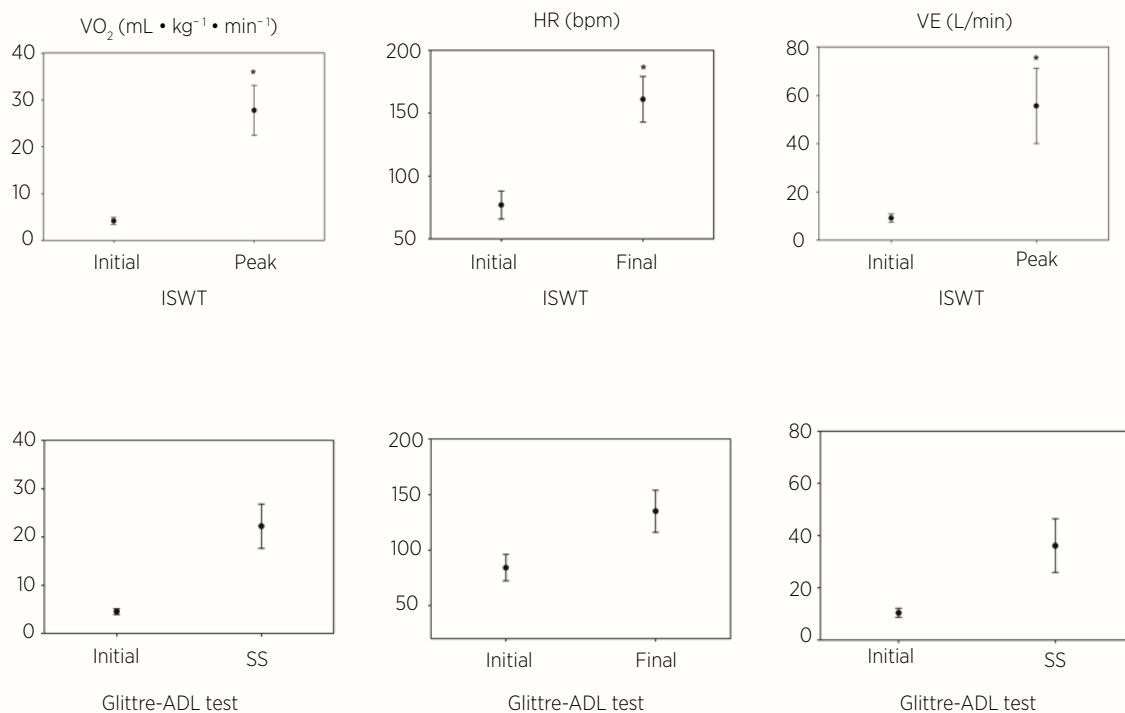 VO₂ (mL • kg⁻¹ • min⁻¹)
40
30
20
10
0
*
Initial Peak
ISWT
HR (bpm)
200
150
100
50
*
Initial Final
ISWT
VE (L/min)
80
60
40
20
0
*
Initial Peak
ISWT
40
30
20
10
0
Initial SS
Glittre-ADL test
200
150
100
50
Initial Final
Glittre-ADL test
80
60
40
20
0
Initial SS
Glittre-ADL test